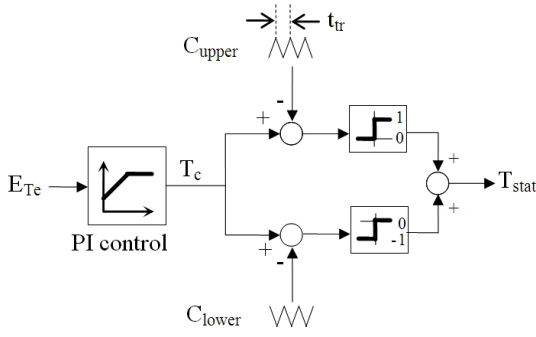 t_tr
C_upper
-
+
1
0
E_Te
T_c
+
T_stat
+
PI control
0
-1
+
-
C_lower